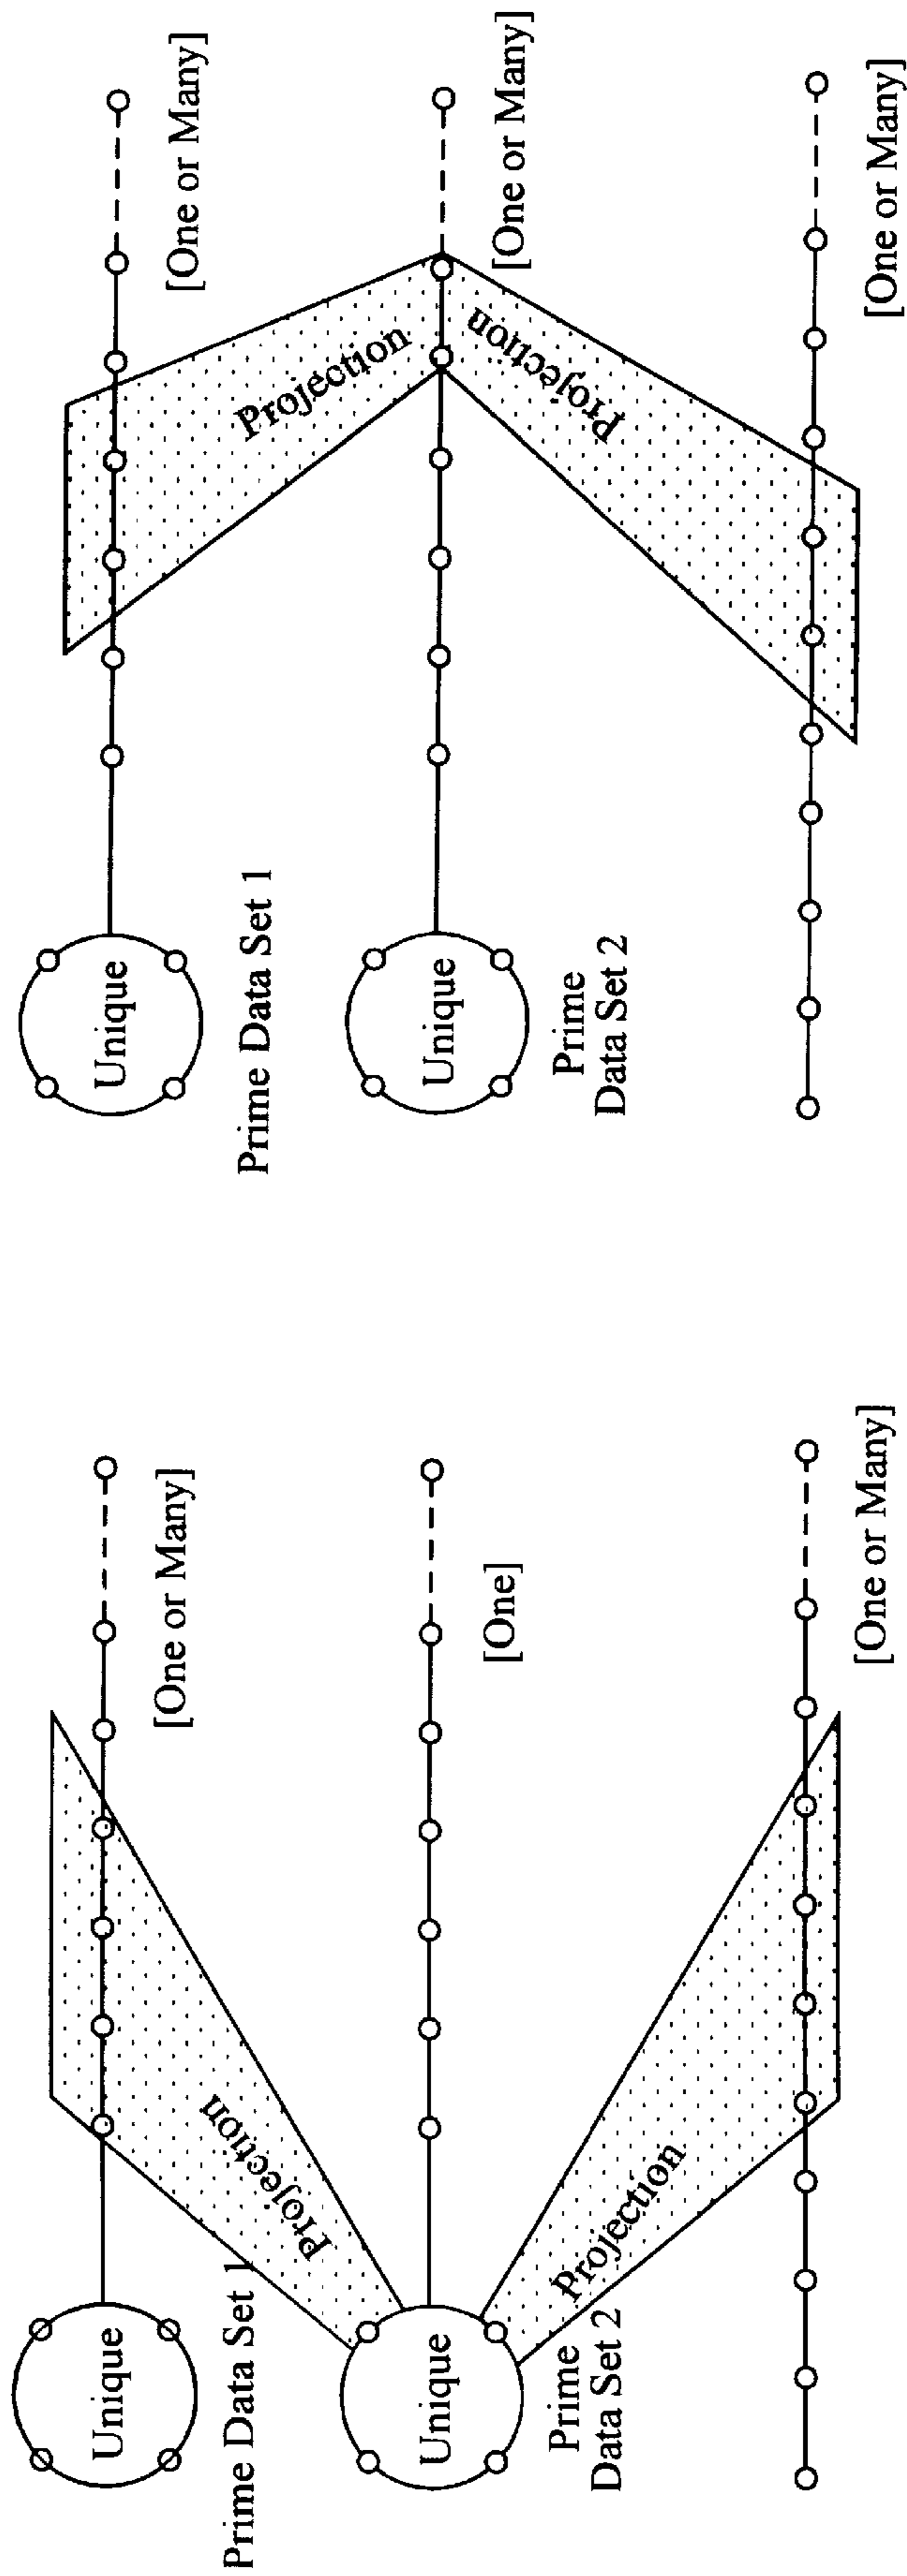 Unique
[One or Many]
Prime Data Set 1
Projection
Unique
[One]
Prime
Data Set 2
Projection
[One or Many]
Unique
[One or Many]
Prime Data Set 1
Projection
Unique
[One or Many]
Prime
Data Set 2
Projection
[One or Many]